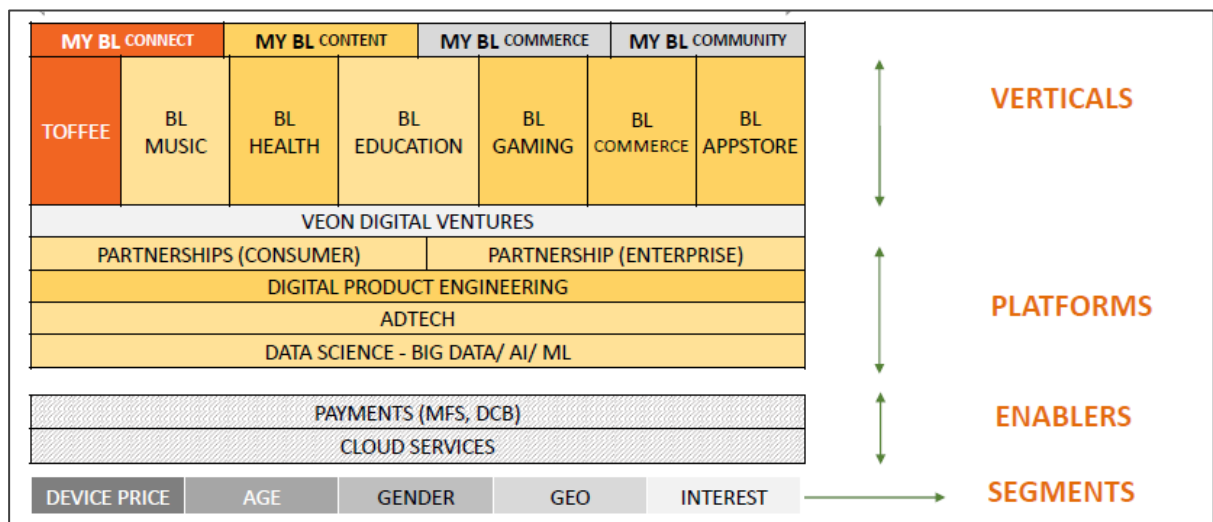 MY BL CONNECT MY BL CONTENT MY BL COMMERCE MY BL COMMUNITY
TOFFEE
BL
MUSIC
BL
HEALTH
BL
EDUCATION
BL
GAMING
BL
COMMERCE
BL
APPSTORE
VERTICALS
VEON DIGITAL VENTURES
PARTNERSHIPS (CONSUMER) PARTNERSHIP (ENTERPRISE)
DIGITAL PRODUCT ENGINEERING
ADTECH
DATA SCIENCE - BIG DATA/ AI/ ML
PLATFORMS
PAYMENTS (MFS, DCB)
CLOUD SERVICES
ENABLERS
DEVICE PRICE AGE GENDER GEO INTEREST
SEGMENTS